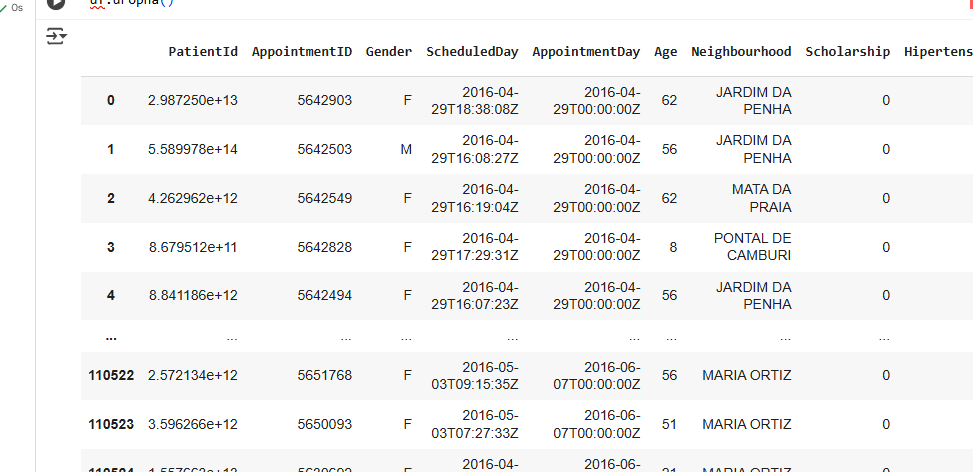 0s
df.dropna()
PatientId AppointmentID Gender ScheduledDay AppointmentDay Age Neighbourhood Scholarship Hipertens
0 2.987250e+13 5642903 F 2016-04-29T18:38:08Z 2016-04-29T00:00:00Z 62 JARDIM DA PENHA 0
1 5.589978e+14 5642503 M 2016-04-29T16:08:27Z 2016-04-29T00:00:00Z 56 JARDIM DA PENHA 0
2 4.262962e+12 5642549 F 2016-04-29T16:19:04Z 2016-04-29T00:00:00Z 62 MATA DA PRAIA 0
3 8.679512e+11 5642828 F 2016-04-29T17:29:31Z 2016-04-29T00:00:00Z 8 PONTAL DE CAMBURI 0
4 8.841186e+12 5642494 F 2016-04-29T16:07:23Z 2016-04-29T00:00:00Z 56 JARDIM DA PENHA 0
... ... ... ... ... ... ... ... ...
110522 2.572134e+12 5651768 F 2016-05-03T09:15:35Z 2016-06-07T00:00:00Z 56 MARIA ORTIZ 0
110523 3.596266e+12 5650093 F 2016-05-03T07:27:33Z 2016-06-07T00:00:00Z 51 MARIA ORTIZ 0
F 2016-04- 2016-06- 21 MARIA ORTIZ 0